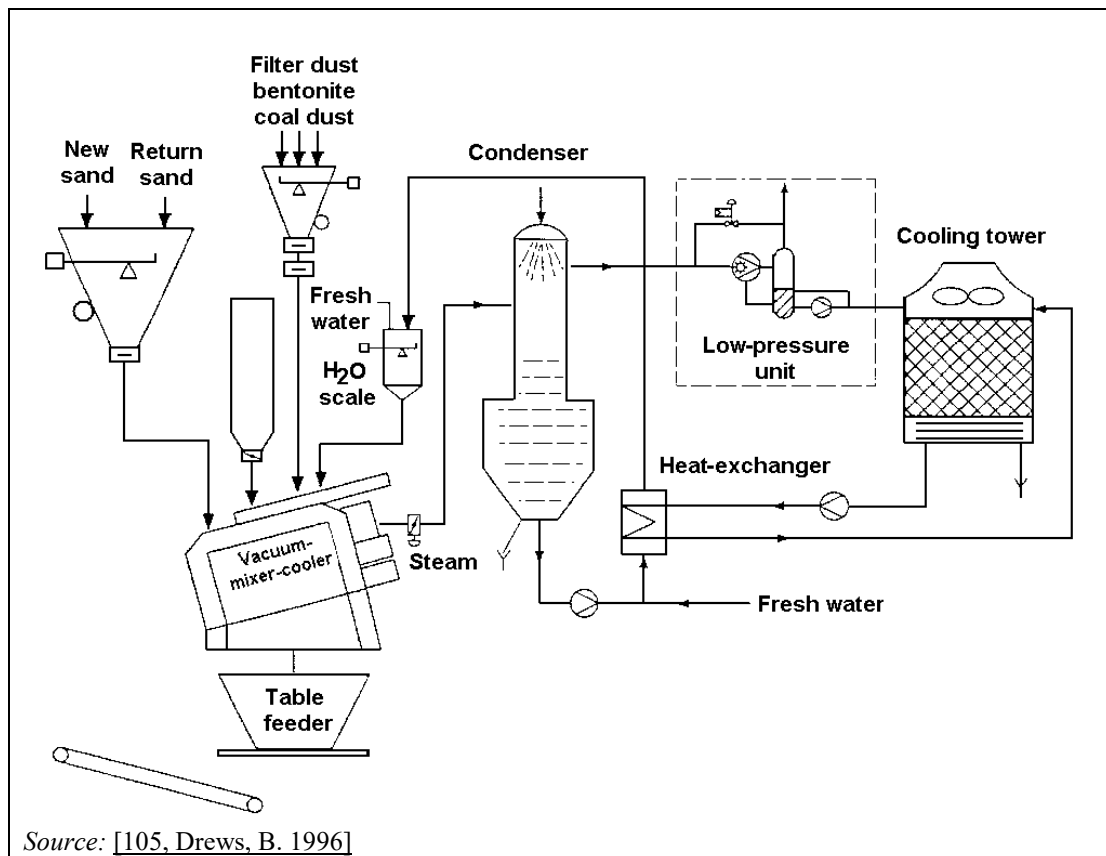 Filter dust
bentonite
coal dust
New
sand
Return
sand
Condenser
Cooling tower
Fresh
water
H₂O
scale
Low-pressure
unit
Heat-exchanger
Vacuum-
mixer-cooler
Steam
Fresh water
Table
feeder
Source: [105, Drews, B. 1996]